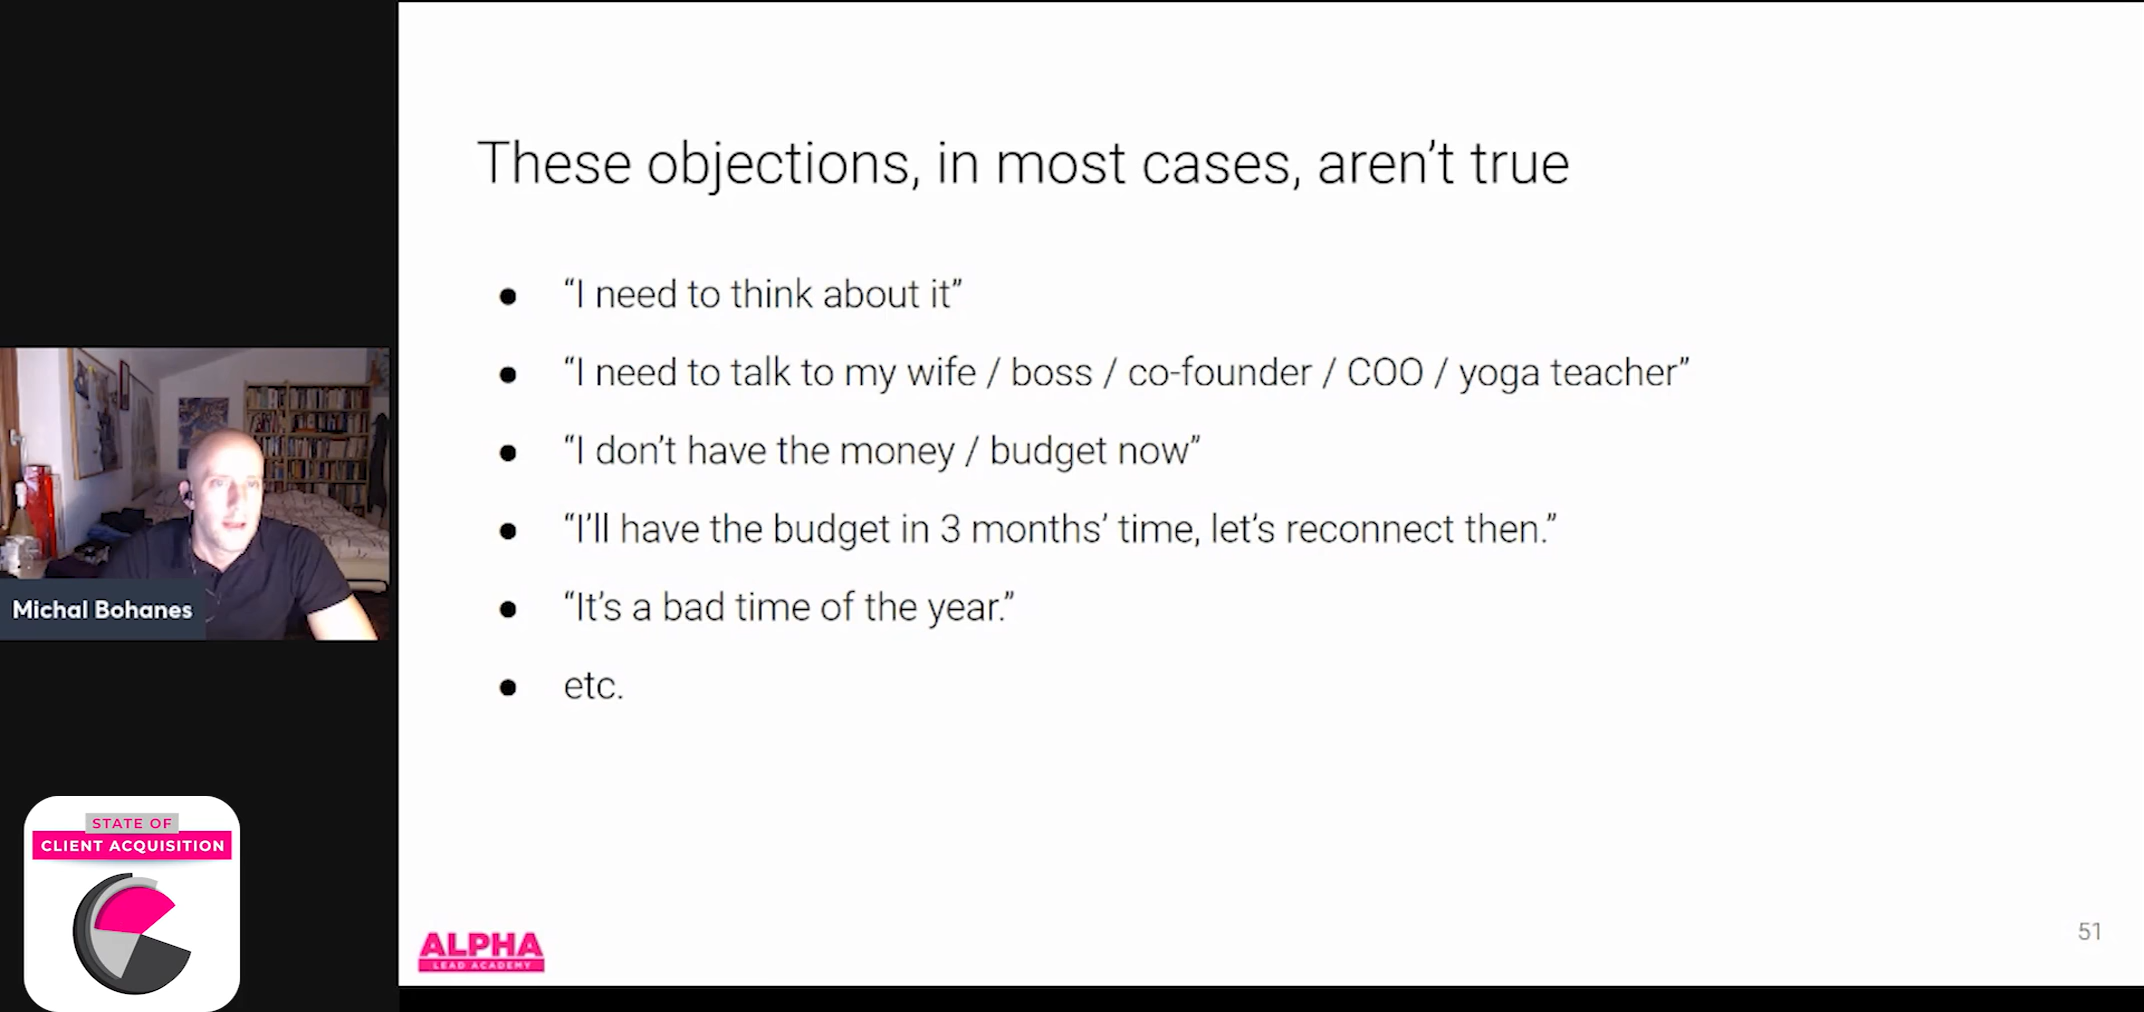 These objections, in most cases, aren’t true
● “I need to think about it”
● “I need to talk to my wife / boss / co-founder / COO / yoga teacher”
● “I don’t have the money / budget now”
● “I’ll have the budget in 3 months’ time, let’s reconnect then.”
● “It’s a bad time of the year.”
● etc.
Michal Bohanes
STATE OF
CLIENT ACQUISITION
ALPHA
LEAD ACADEMY
51